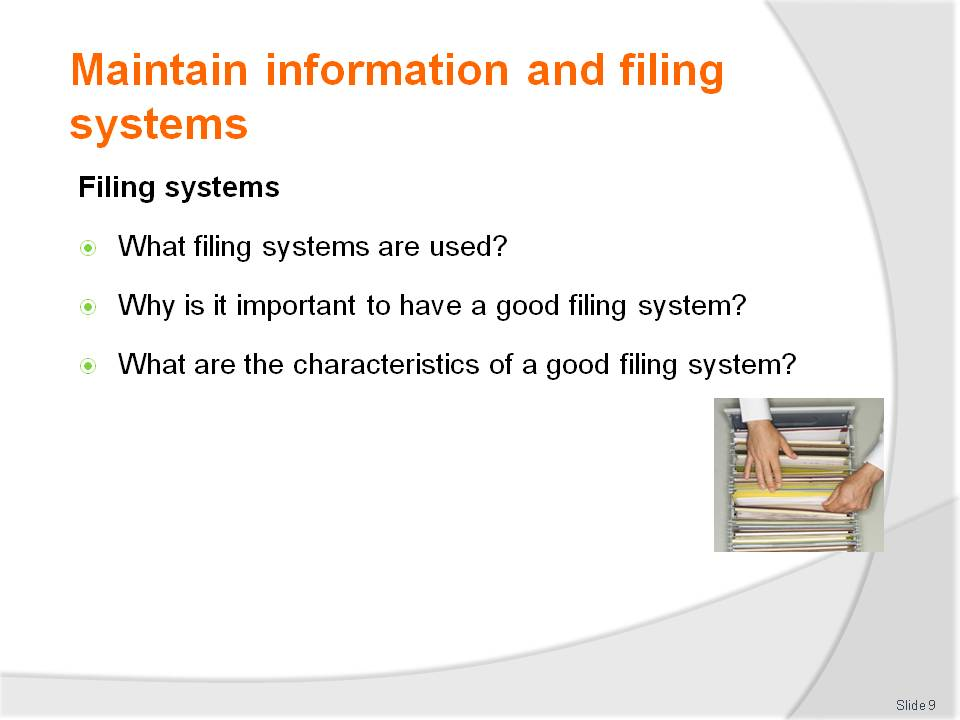 Maintain information and filing
systems
Filing systems
What filing systems are used?
Why is it important to have a good filing system?
What are the characteristics of a good filing system?
Slide 9